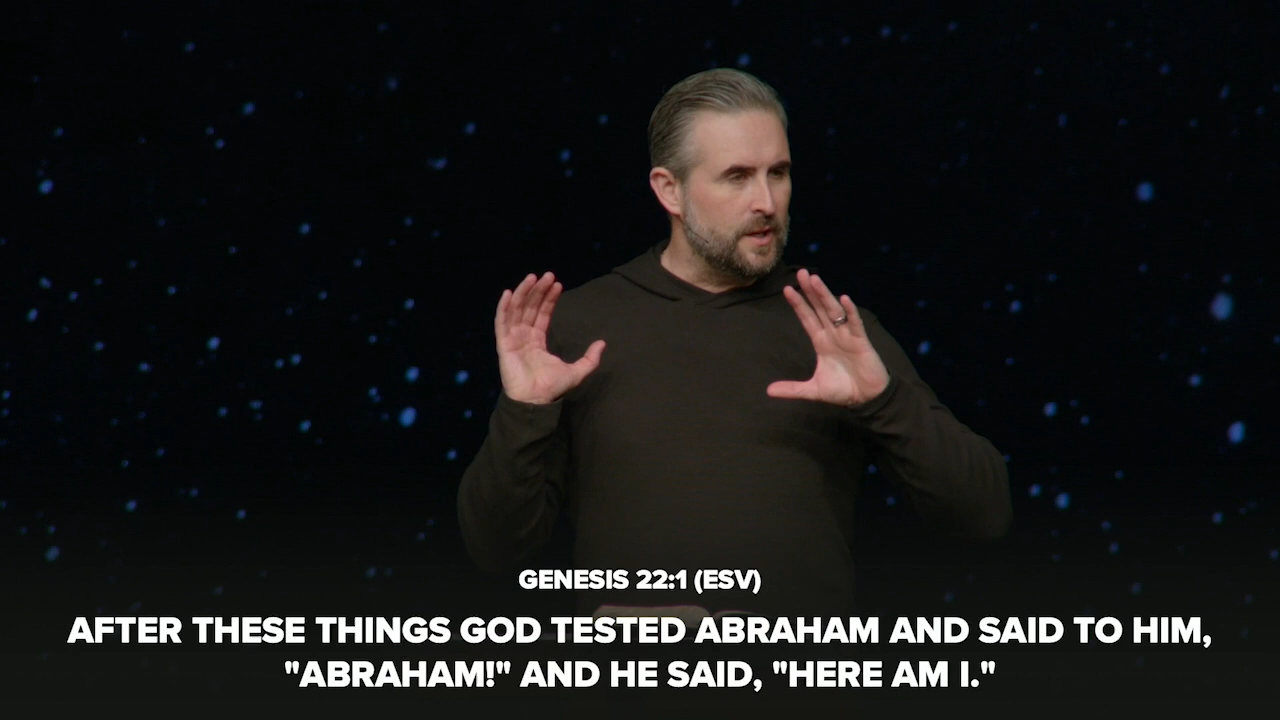 GENESIS 22:1 (ESV)
AFTER THESE THINGS GOD TESTED ABRAHAM AND SAID TO HIM,
"ABRAHAM!" AND HE SAID, "HERE AM I."